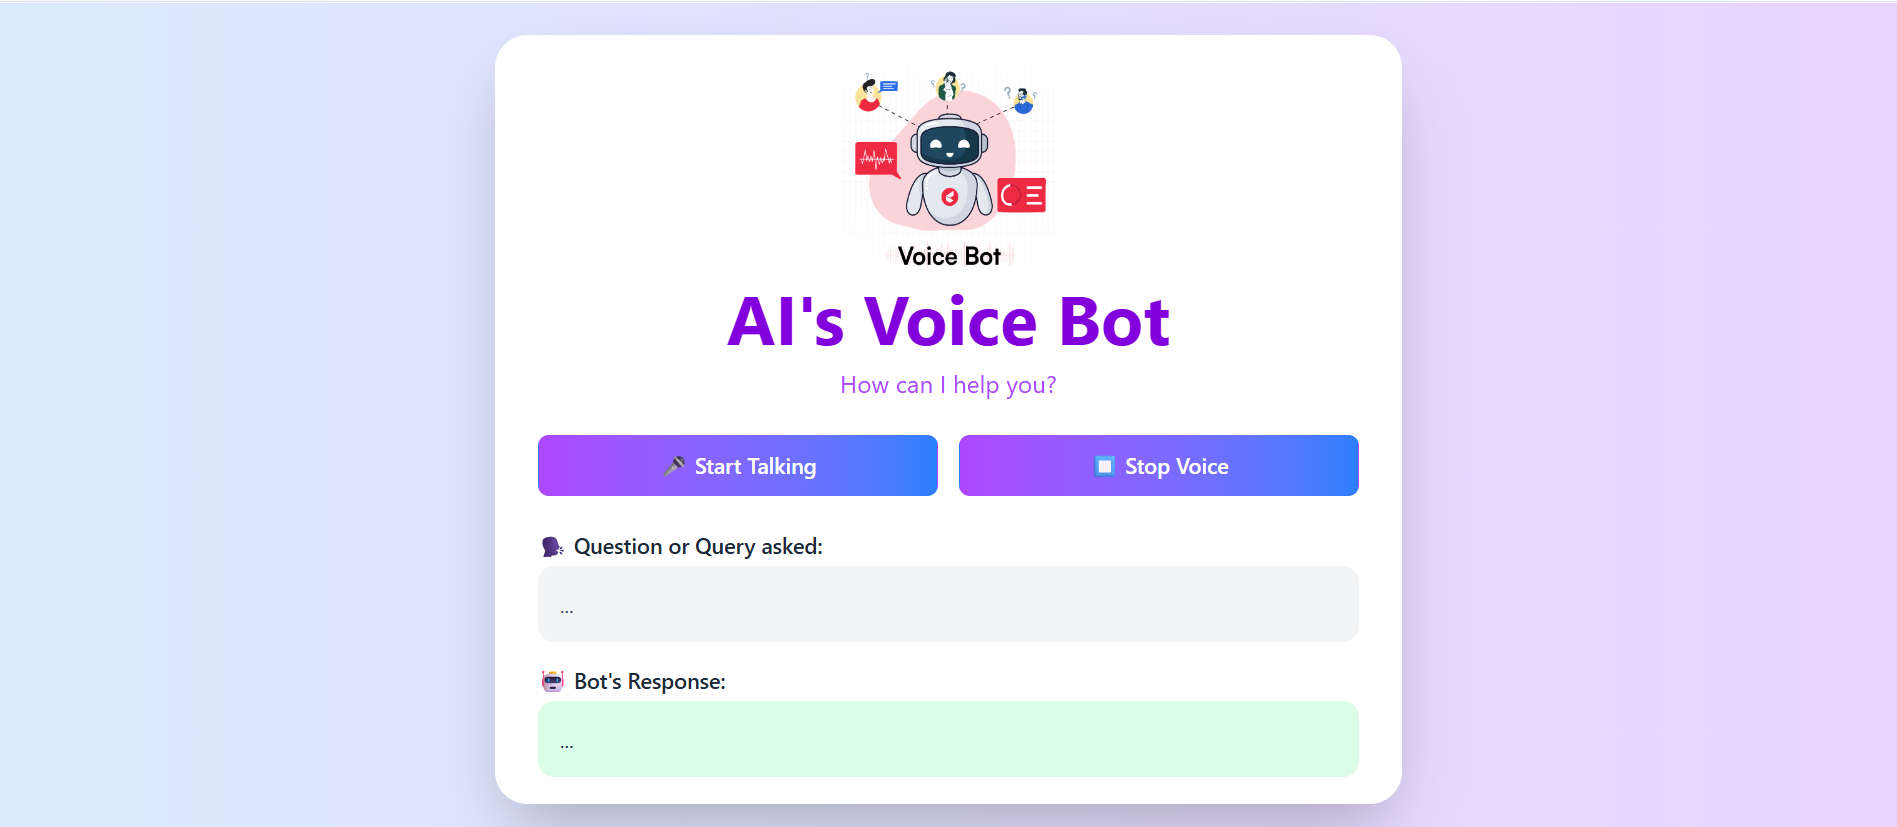 Voice Bot
AI's Voice Bot
How can I help you?
🎤 Start Talking
⏹️ Stop Voice
🗣️ Question or Query asked:
...
🤖 Bot's Response:
...